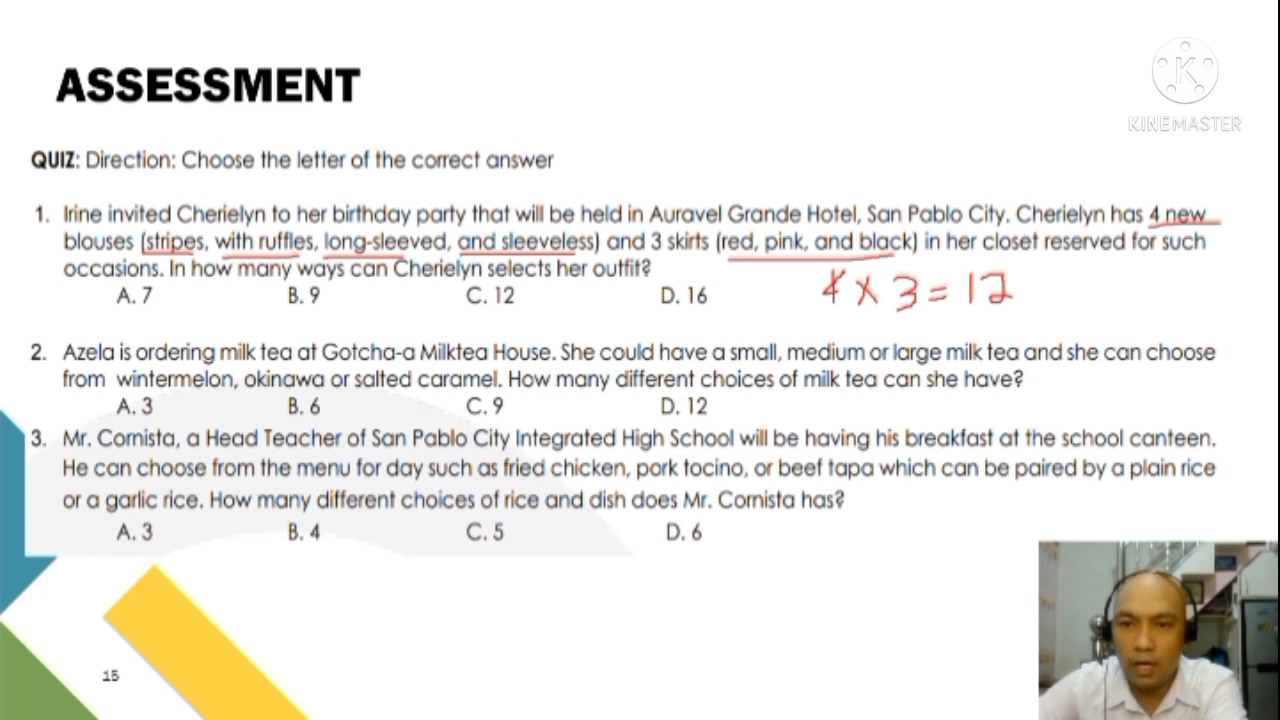 ASSESSMENT
KINEMASTER
QUIZ: Direction: Choose the letter of the correct answer
1. Irine invited Cherielyn to her birthday party that will be held in Auravel Grande Hotel, San Pablo City. Cherielyn has 4 new
blouses (stripes, with ruffles, long-sleeved, and sleeveless) and 3 skirts (red, pink, and black) in her closet reserved for such
occasions. In how many ways can Cherielyn selects her outfit?
A. 7 B. 9 C. 12 D. 16
4 x 3 = 12
2. Azela is ordering milk tea at Gotcha-a Milktea House. She could have a small, medium or large milk tea and she can choose
from wintermelon, okinawa or salted caramel. How many different choices of milk tea can she have?
A. 3 B. 6 C. 9 D. 12
3. Mr. Cornista, a Head Teacher of San Pablo City Integrated High School will be having his breakfast at the school canteen.
He can choose from the menu for day such as fried chicken, pork tocino, or beef tapa which can be paired by a plain rice
or a garlic rice. How many different choices of rice and dish does Mr. Cornista has?
A. 3 B. 4 C. 5 D. 6
15